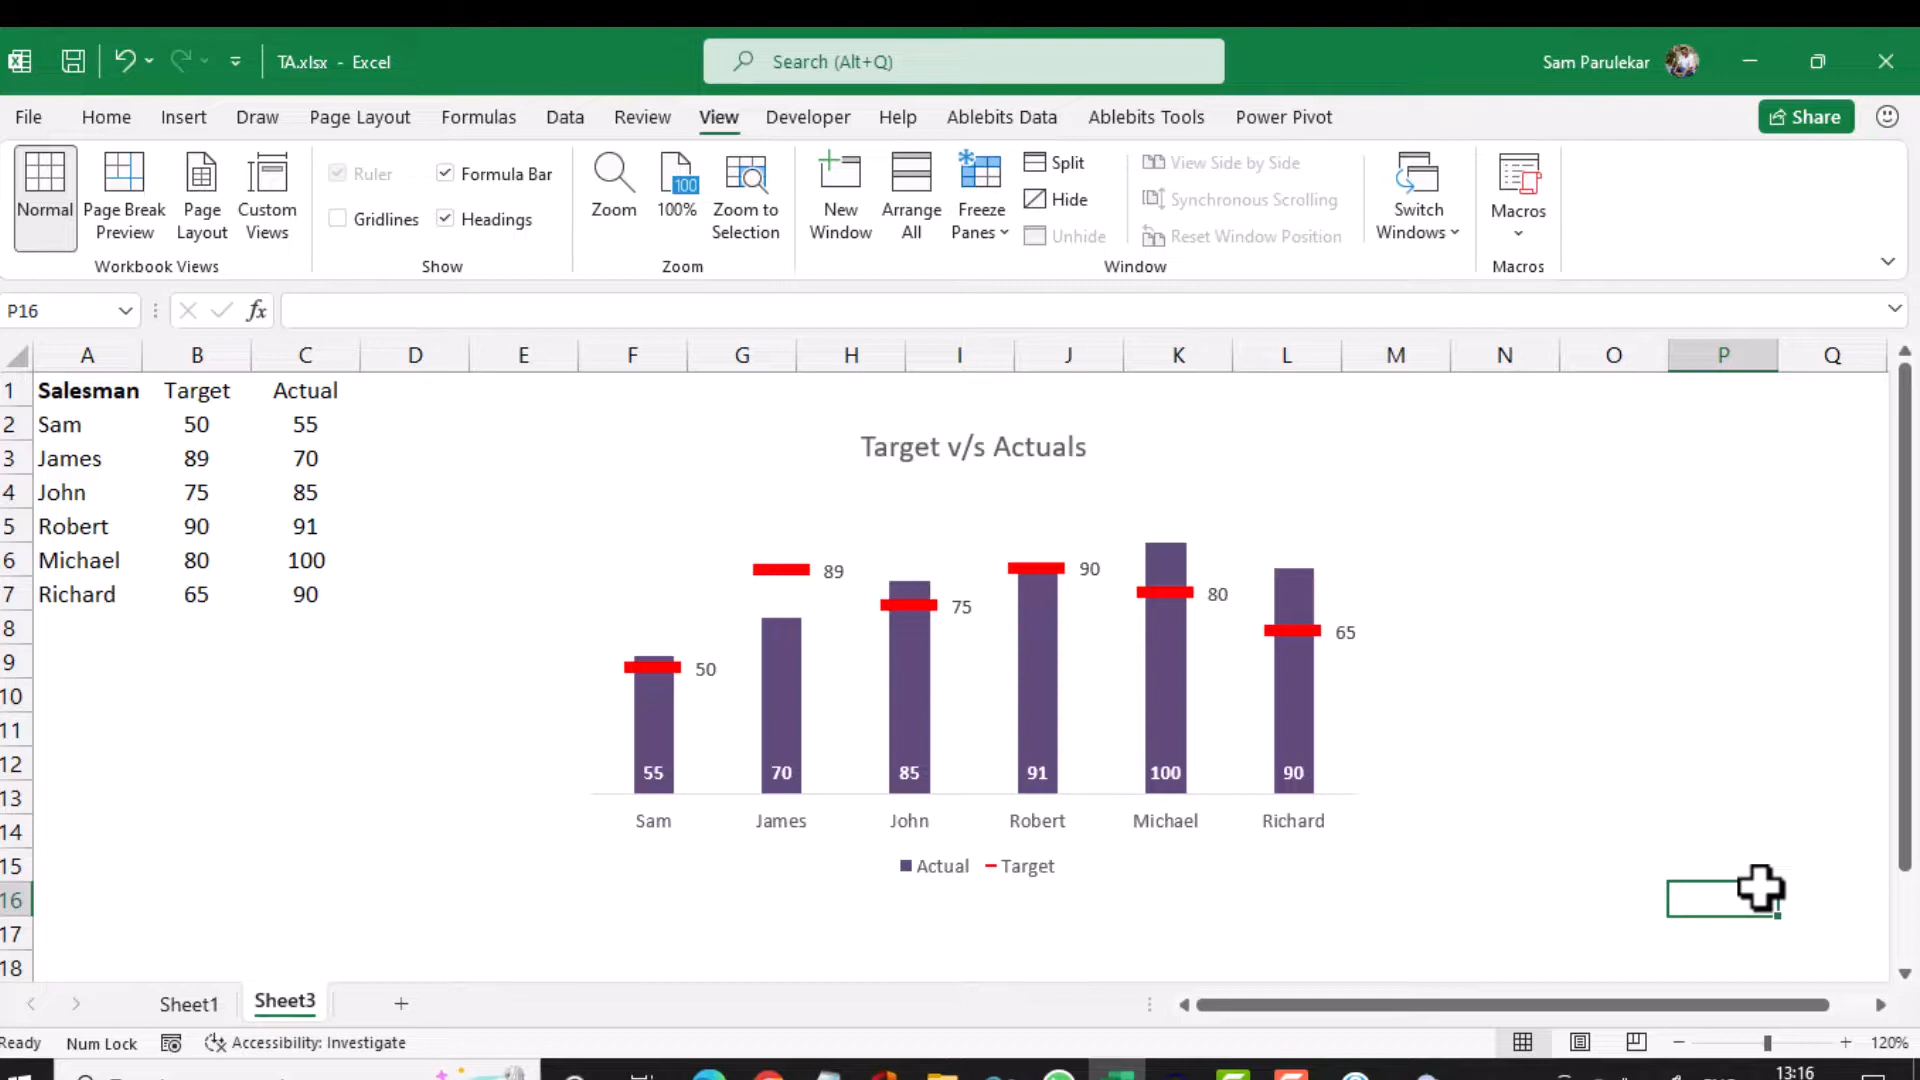 TA.xlsx - Excel
Search (Alt+Q)
Sam Parulekar
File Home Insert Draw Page Layout Formulas Data Review View Developer Help Ablebits Data Ablebits Tools Power Pivot Share
Normal
Page Break Preview
Page Layout
Custom Views
Workbook Views
Ruler
Formula Bar
Gridlines
Headings
Show
Zoom
100
100%
Zoom to Selection
Zoom
New Window
Arrange All
Freeze Panes
Split
Hide
Unhide
View Side by Side
Synchronous Scrolling
Reset Window Position
Window
Switch Windows
Macros
Macros
P16
fx
A B C D E F G H I J K L M N O P Q
1 Salesman Target Actual
2 Sam 50 55
3 James 89 70
4 John 75 85
5 Robert 90 91
6 Michael 80 100
7 Richard 65 90
8
9
10
11
12
13
14
15
16
17
18
Target v/s Actuals
50 89 75 90 80 65
55 70 85 91 100 90
Sam James John Robert Michael Richard
Actual Target
Sheet1 Sheet3
Ready Num Lock Accessibility: Investigate 120%
13:16